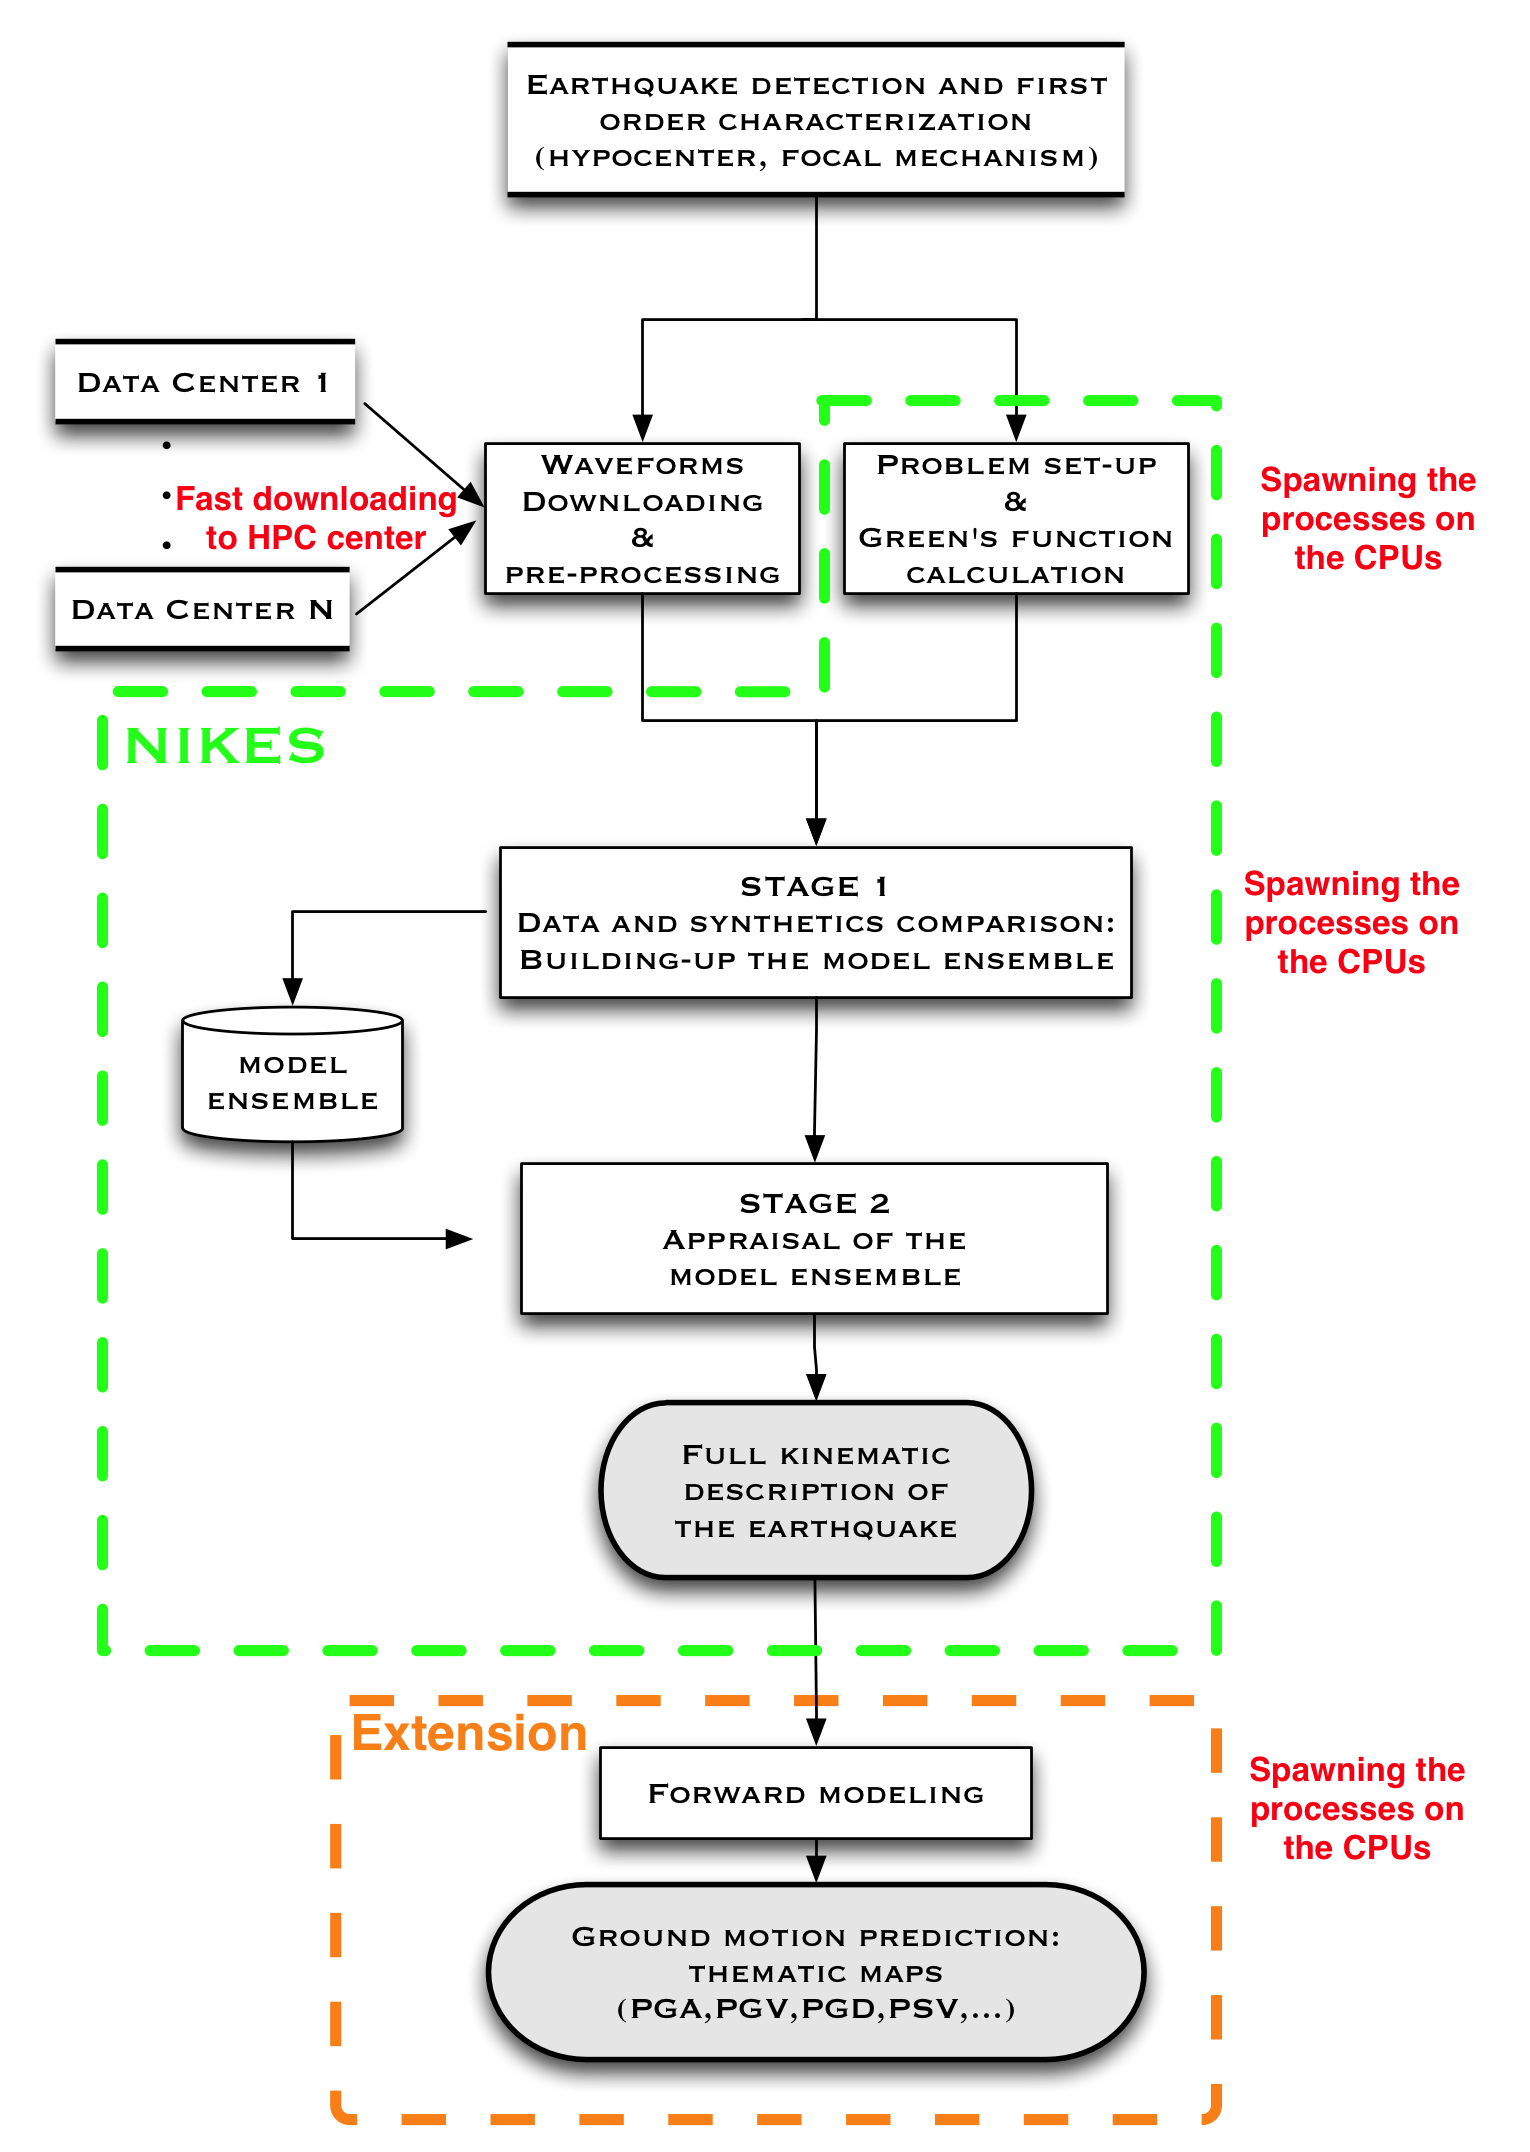 Earthquake detection and first
order characterization
(hypocenter, focal mechanism)
Data Center 1
Fast downloading
to HPC center
Data Center N
Waveforms
Downloading
&
pre-processing
Problem set-up
&
Green's function
calculation
Spawning the
processes on
the CPUs
NIKES
STAGE 1
Data and synthetics comparison:
Building-up the model ensemble
Spawning the
processes on
the CPUs
model
ensemble
STAGE 2
Appraisal of the
model ensemble
Full kinematic
description of
the earthquake
Extension
Forward modeling
Spawning the
processes on
the CPUs
Ground motion prediction:
thematic maps
(PGA,PGV,PGD,PSV,...)